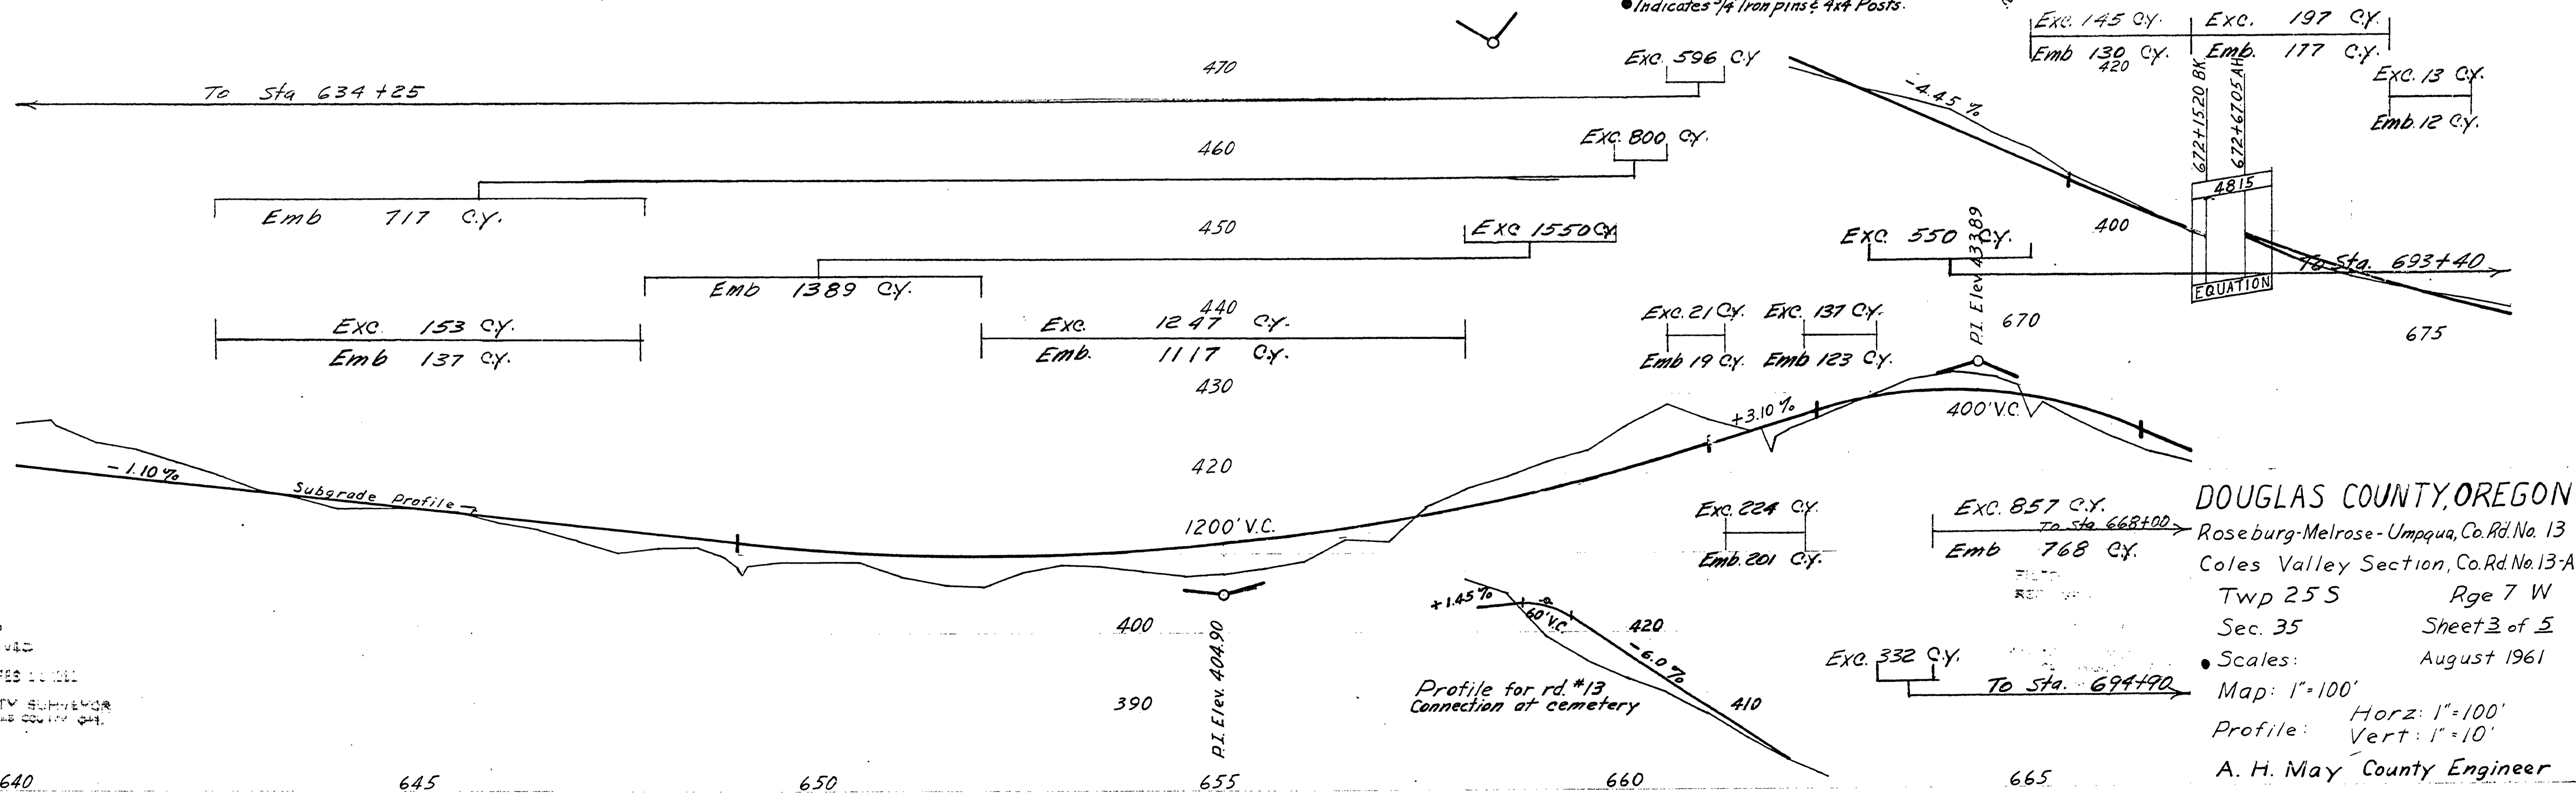 ●Indicates 3/4 Iron pins & 4x4 Posts.
Exc. 145 C.Y. Exc. 197 C.Y.
Emb 130 C.Y. Emb. 177 C.Y.
420
470
Exc. 596 C.Y
To Sta 634+25
-4.45 %
672+15.20 BK
672+67.05 AH
Exc. 13 C.Y.
Emb. 12 C.Y.
460
Exc. 800 C.Y.
4815
Emb 717 C.Y.
450
Exc 1550 C.Y
Exc. 550 C.Y.
P.I. Elev. 433.89
400
To Sta. 693+40
EQUATION
Emb 1389 C.Y.
440
Exc. 153 C.Y.
Emb 137 C.Y.
Exc. 1247 C.Y.
Emb. 1117 C.Y.
Exc. 21 C.Y. Exc. 137 C.Y.
Emb 19 C.Y. Emb 123 C.Y.
670
675
430
+3.10 %
400' V.C.
420
-1.10 %
Subgrade Profile
1200' V.C.
Exc. 224 C.Y.
Emb. 201 C.Y.
Exc. 857 C.Y.
To Sta. 668+00
Emb 768 C.Y.
DOUGLAS COUNTY, OREGON
Roseburg-Melrose-Umpqua, Co. Rd. No. 13
Coles Valley Section, Co. Rd. No. 13-A
Twp 25 S Rge 7 W
Sec. 35 Sheet 3 of 5
● Scales: August 1961
Map: 1"=100'
Profile: Horz: 1"=100'
Vert: 1"=10'
A. H. May County Engineer
+1.45 %
60' V.C.
420
-6.0 %
410
Profile for rd. #13
Connection at cemetery
Exc. 332 C.Y.
To Sta. 694+90
400
390
P.I. Elev. 404.90
SURVEYOR
640 645 650 655 660 665